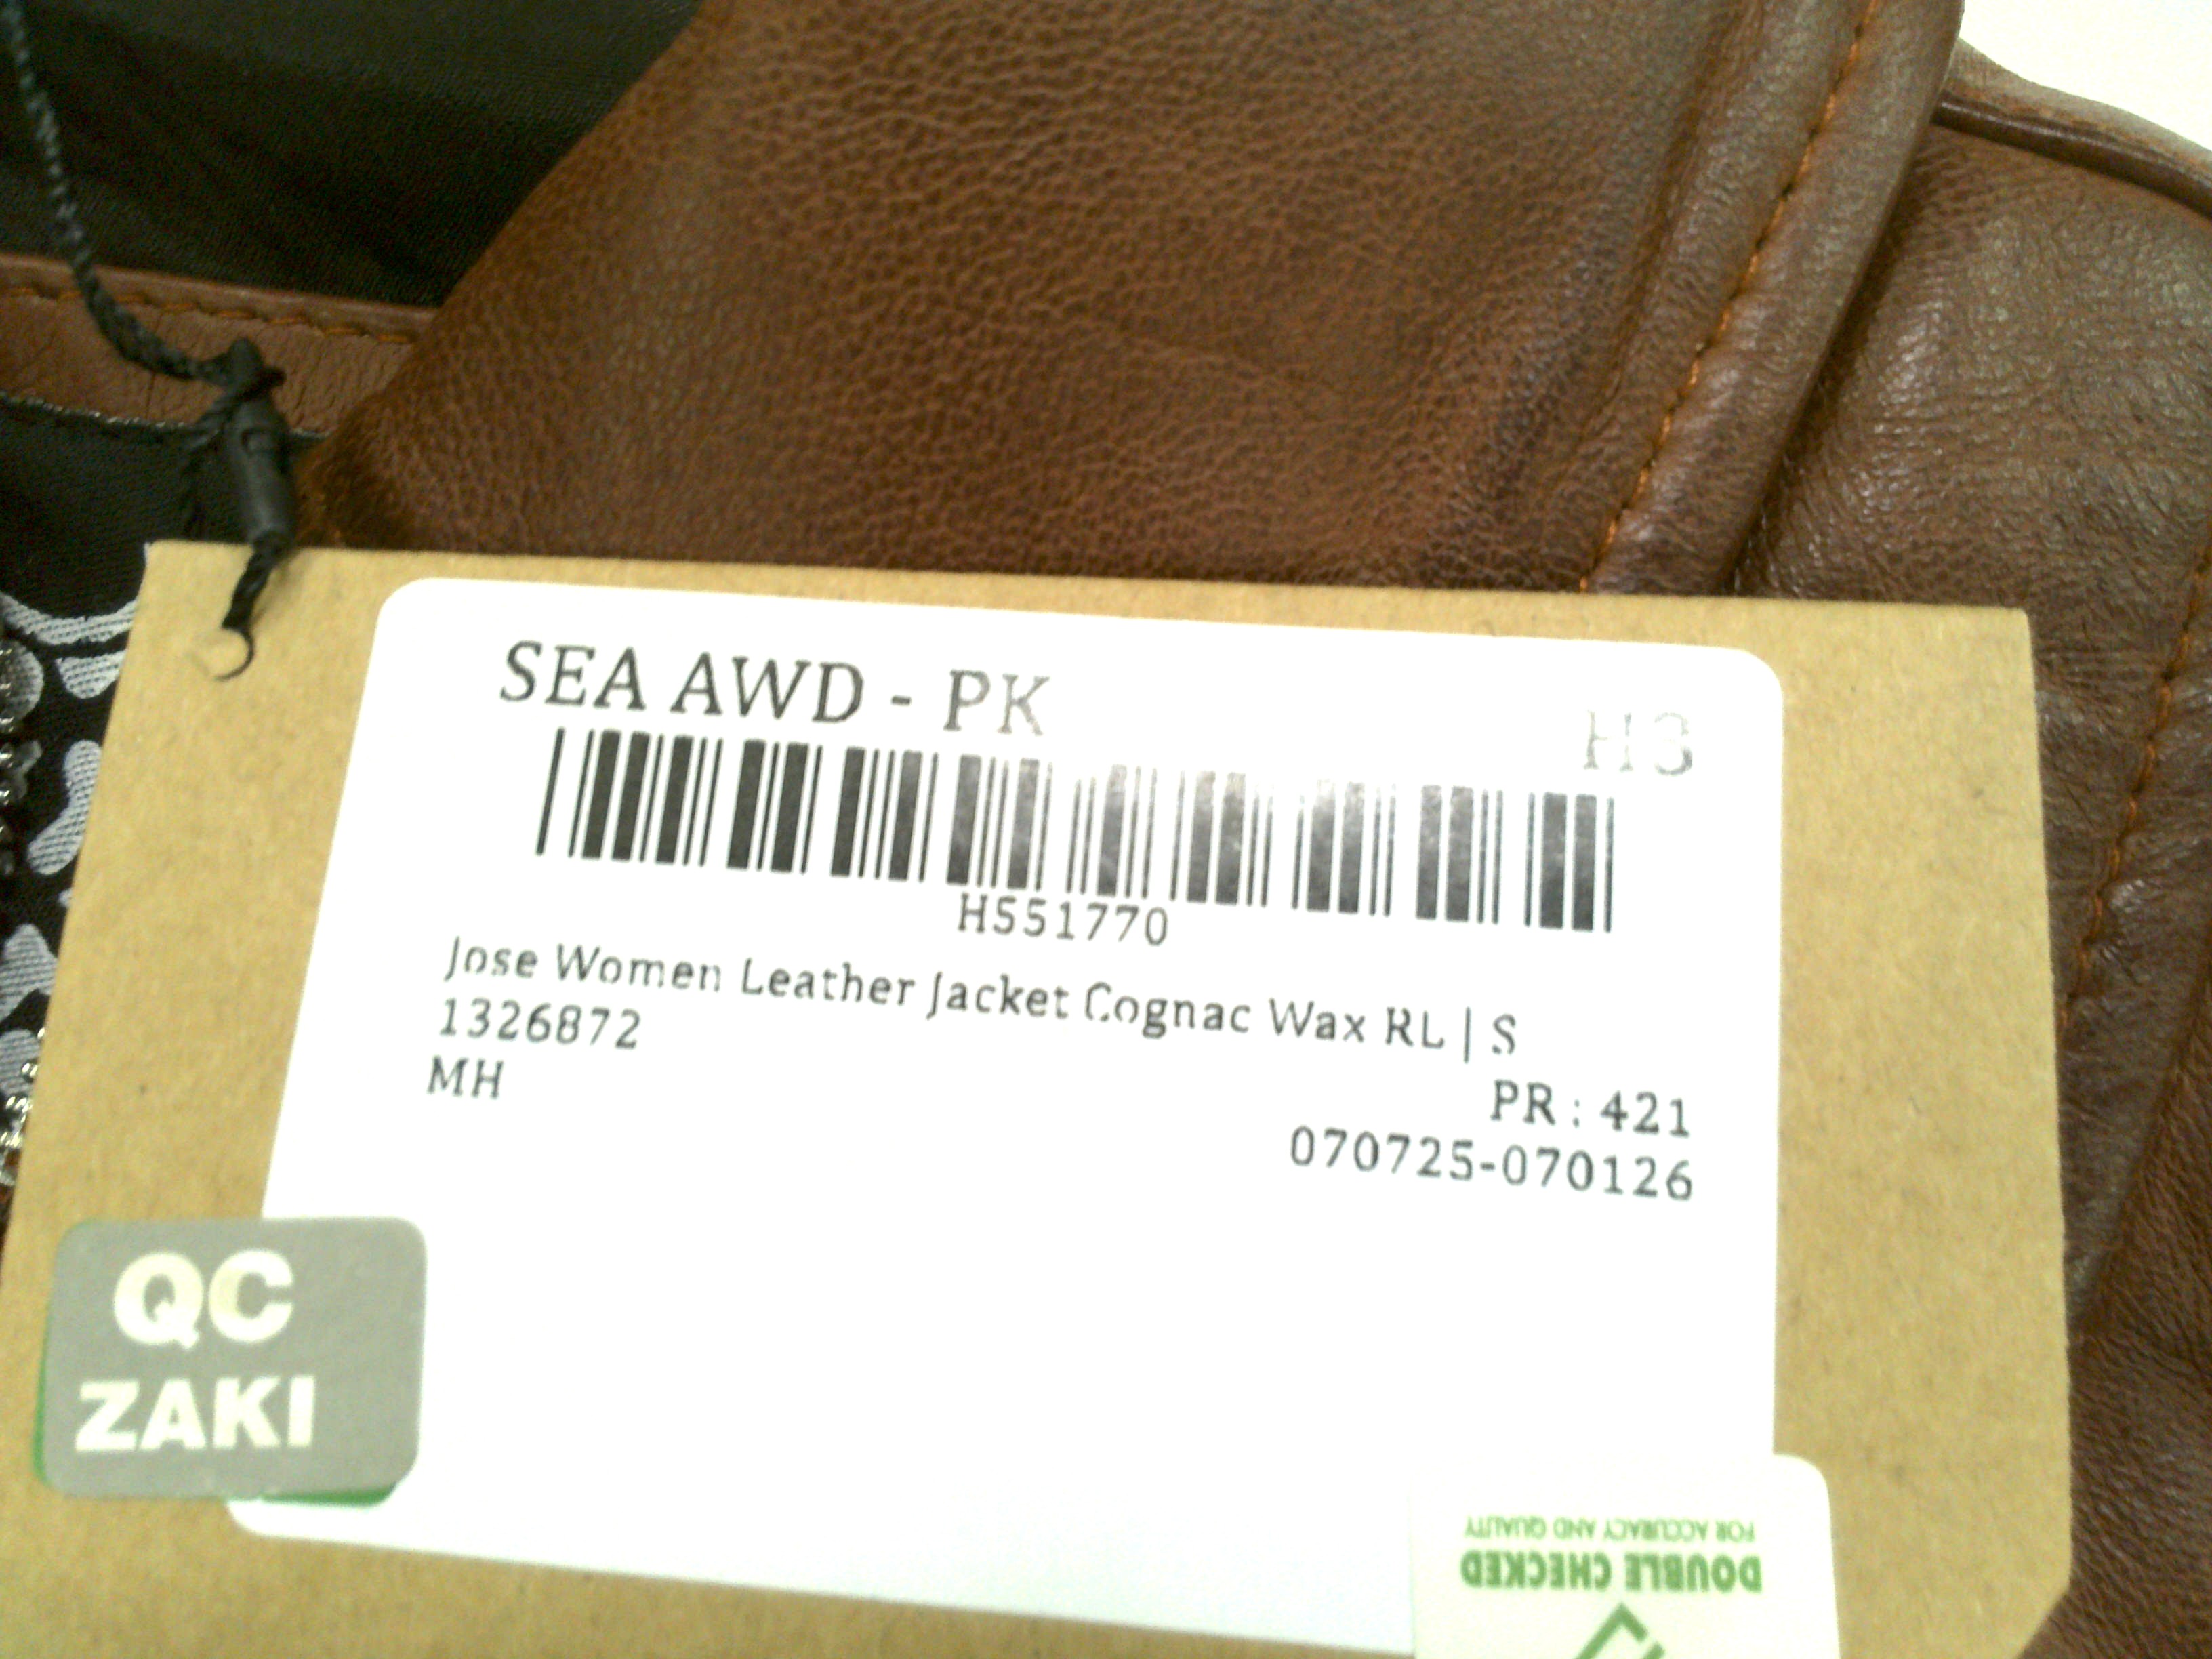 SEA AWD - PK
H3
H551770
Jose Women Leather Jacket Cognac Wax RL | S
1326872
MH
PR : 421
070725-070126
QC
ZAKI
DOUBLE CHECKED
FOR ACCURACY AND QUALITY